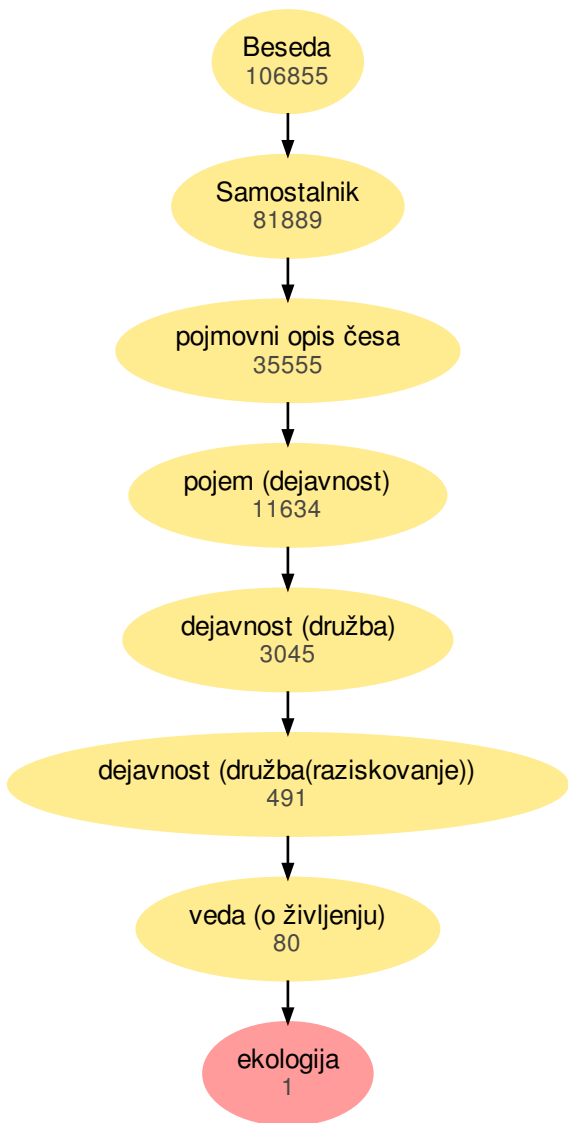 Beseda
106855
Samostalnik
81889
pojmovni opis česa
35555
pojem (dejavnost)
11634
dejavnost (družba)
3045
dejavnost (družba(raziskovanje))
491
veda (o življenju)
80
ekologija
1